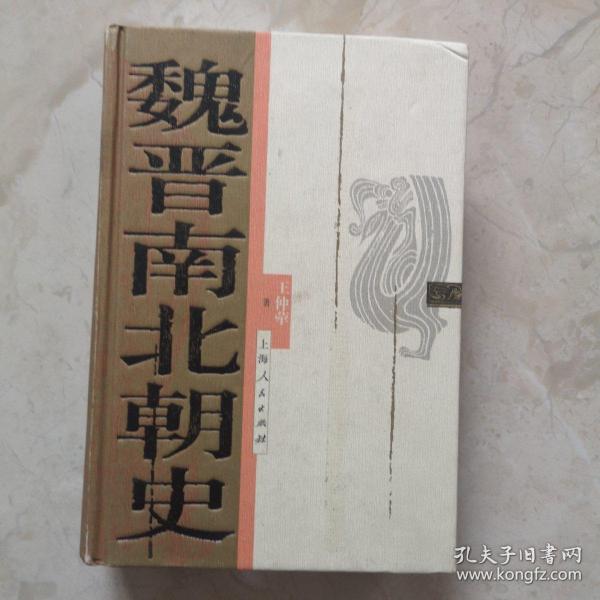 魏晋南北朝史
王仲荦
著
上海人民出版社
孔夫子旧书网
www.kongfz.com